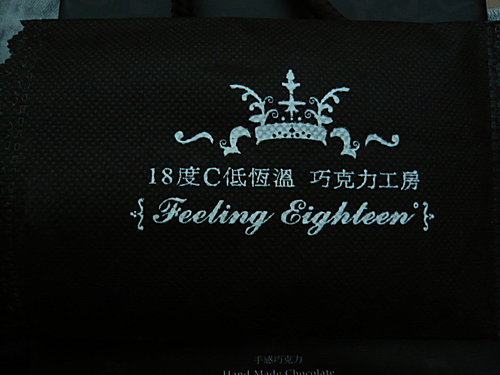 18度C低恆溫 巧克力工房
Feeling Eighteen°
手感巧克力
Hand Made Chocolate